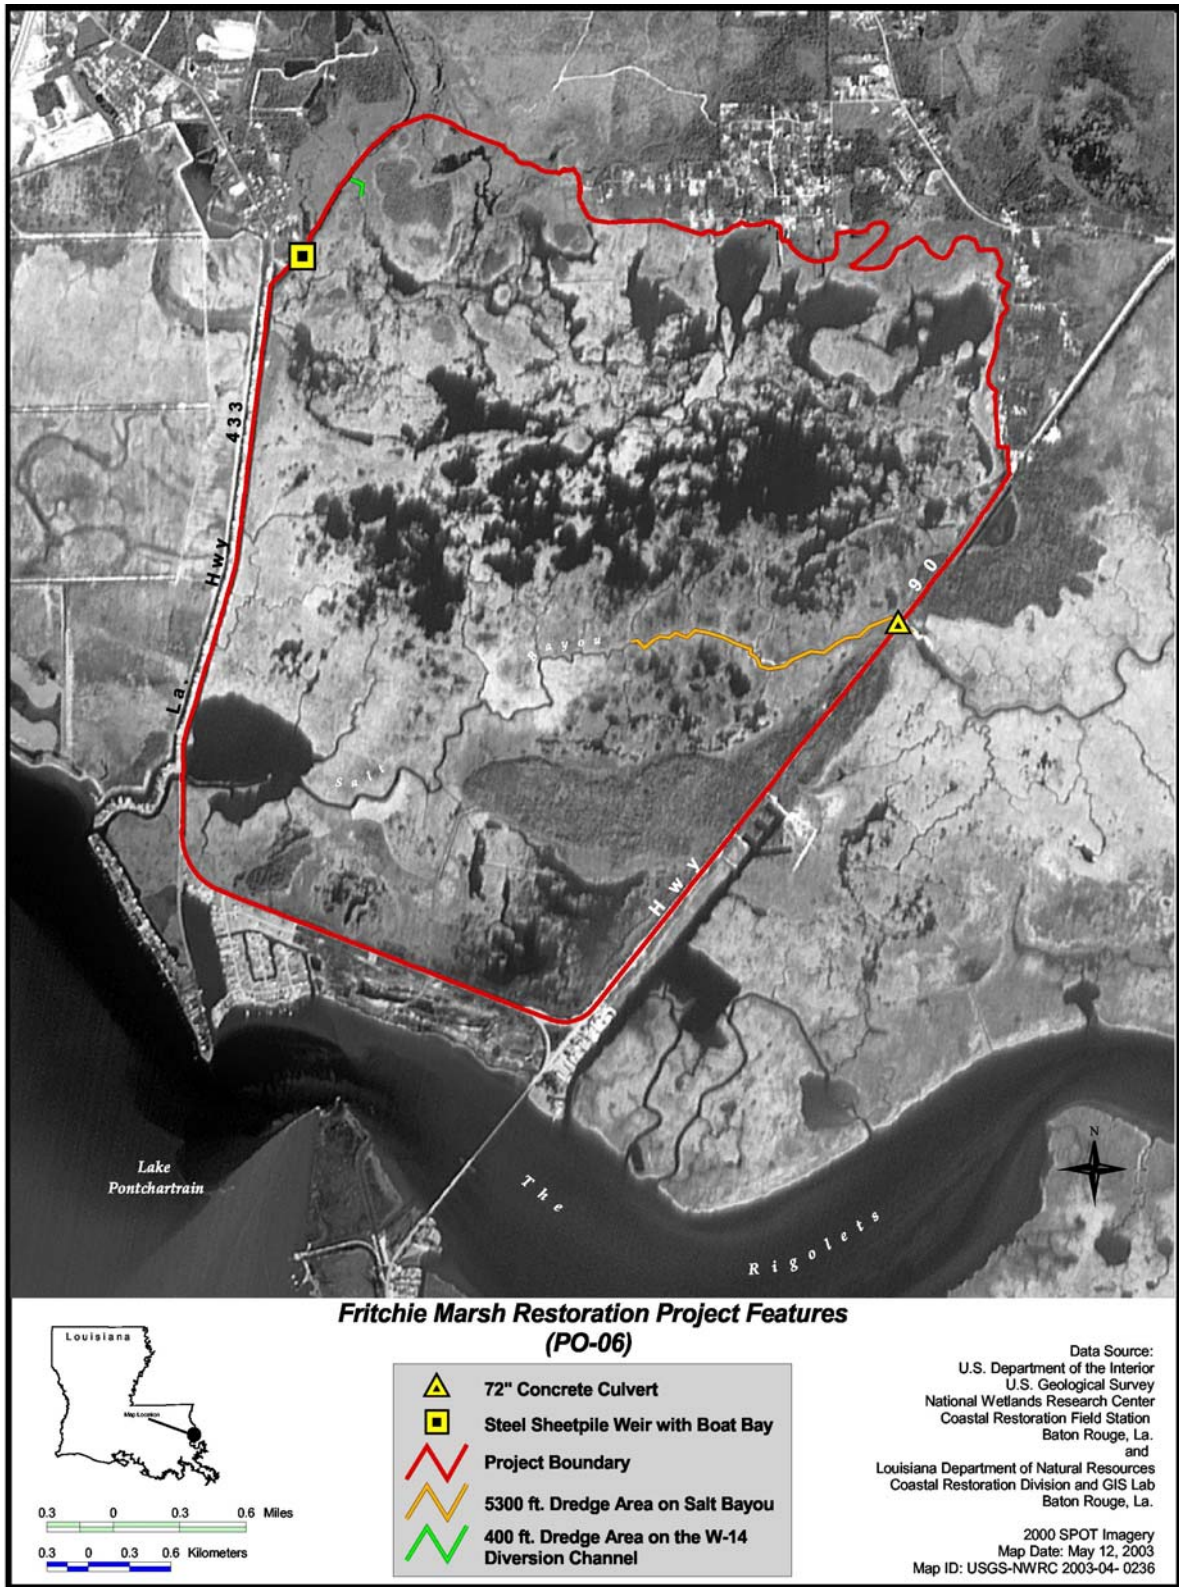 La. Hwy 433
Bayou
Salt
Hwy 90
Lake
Pontchartrain
The
Rigolets
N
Fritchie Marsh Restoration Project Features
(PO-06)
Louisiana
Map Location
0.3 0 0.3 0.6 Miles
0.3 0 0.3 0.6 Kilometers
72" Concrete Culvert
Steel Sheetpile Weir with Boat Bay
Project Boundary
5300 ft. Dredge Area on Salt Bayou
400 ft. Dredge Area on the W-14
Diversion Channel
Data Source:
U.S. Department of the Interior
U.S. Geological Survey
National Wetlands Research Center
Coastal Restoration Field Station
Baton Rouge, La.
and
Louisiana Department of Natural Resources
Coastal Restoration Division and GIS Lab
Baton Rouge, La.
2000 SPOT Imagery
Map Date: May 12, 2003
Map ID: USGS-NWRC 2003-04- 0236